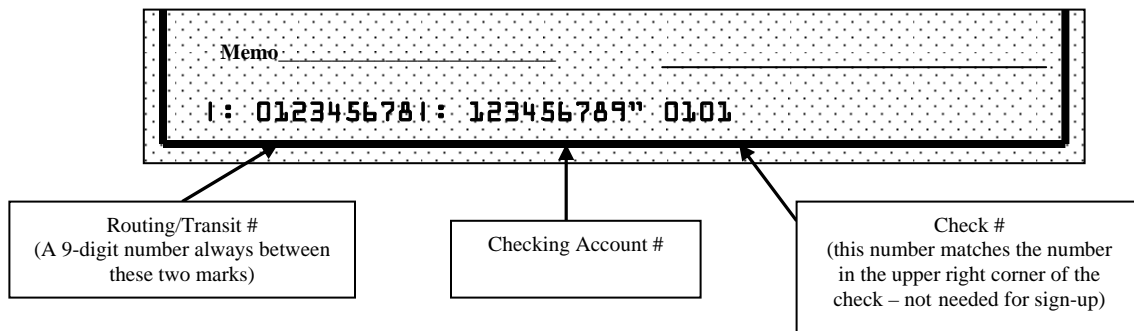 Memo
|: 012345678|: 123456789" 0101
Routing/Transit #
(A 9-digit number always between
these two marks)
Checking Account #
Check #
(this number matches the number
in the upper right corner of the
check – not needed for sign-up)